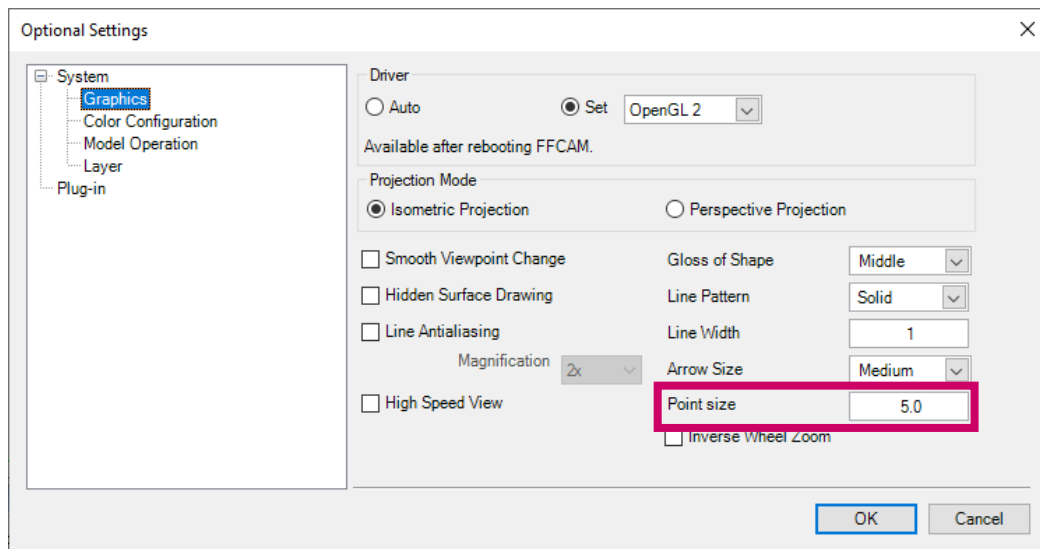 Optional Settings
System
Graphics
Color Configuration
Model Operation
Layer
Plug-in
Driver
Auto
Set
OpenGL 2
Available after rebooting FFCAM.
Projection Mode
Isometric Projection
Perspective Projection
Smooth Viewpoint Change
Gloss of Shape
Middle
Hidden Surface Drawing
Line Pattern
Solid
Line Antialiasing
Line Width
1
Magnification
2x
Arrow Size
Medium
High Speed View
Point size
5.0
Inverse Wheel Zoom
OK
Cancel